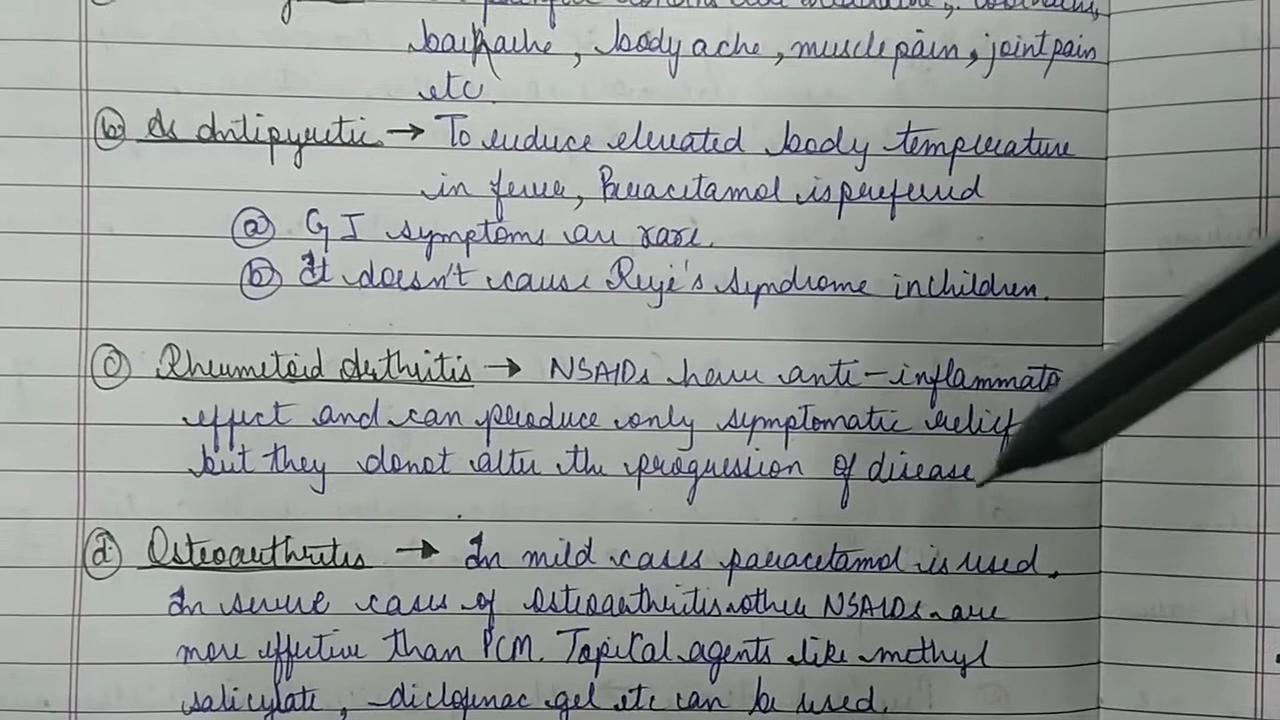 backache, body ache, muscle pain, joint pain
etc.
(b) As Antipyretic → To reduce elevated body temperature
in fever, Paracetamol is preferred
(a) GI symptoms are rare.
(b) It doesn't cause Reye's Syndrome in children.
(c) Rheumetoid Arthritis → NSAIDs have anti-inflammato
effect and can produce only symptomatic relief
but they donot alter the progression of disease
(d) Osteoarthritis → In mild cases paracetamol is used.
In severe cases of Osteoarthritis other NSAIDs are
more effective than PCM. Topical agents like methyl
salicylate, diclofenac gel etc can be used.